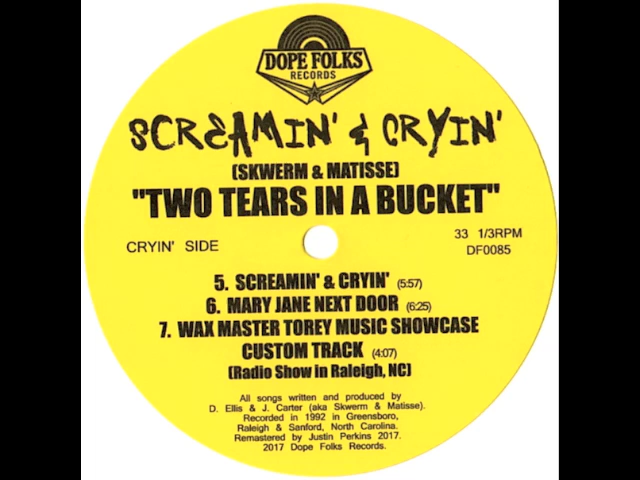 DOPE FOLKS
RECORDS
SCREAMIN' & CRYIN'
(SKWERM & MATISSE)
"TWO TEARS IN A BUCKET"
CRYIN' SIDE
33 1/3RPM
DF0085
5. SCREAMIN' & CRYIN' (5:57)
6. MARY JANE NEXT DOOR (6:25)
7. WAX MASTER TOREY MUSIC SHOWCASE
CUSTOM TRACK (4:07)
(Radio Show in Raleigh, NC)
All songs written and produced by
D. Ellis & J. Carter (aka Skwerm & Matisse).
Recorded in 1992 in Greensboro,
Raleigh & Sanford, North Carolina.
Remastered by Justin Perkins 2017.
2017 Dope Folks Records.